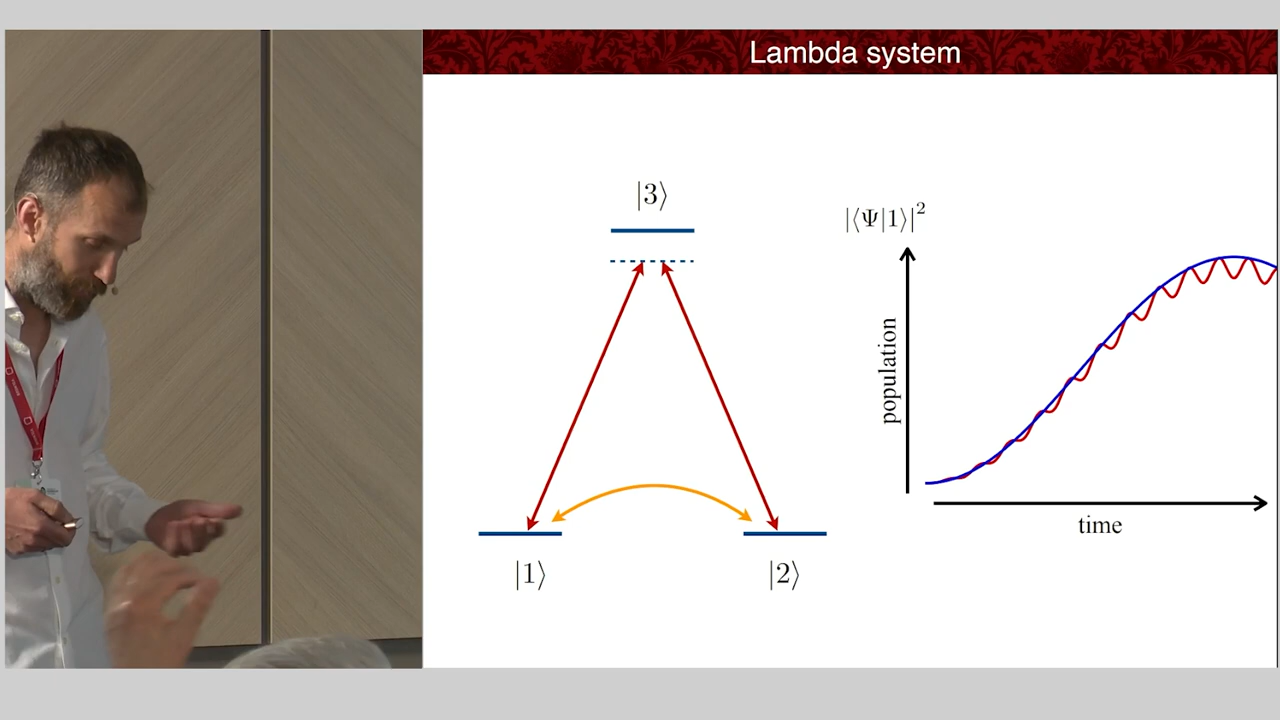 Lambda system
|3⟩
|⟨Ψ|1⟩|²
population
time
|1⟩
|2⟩